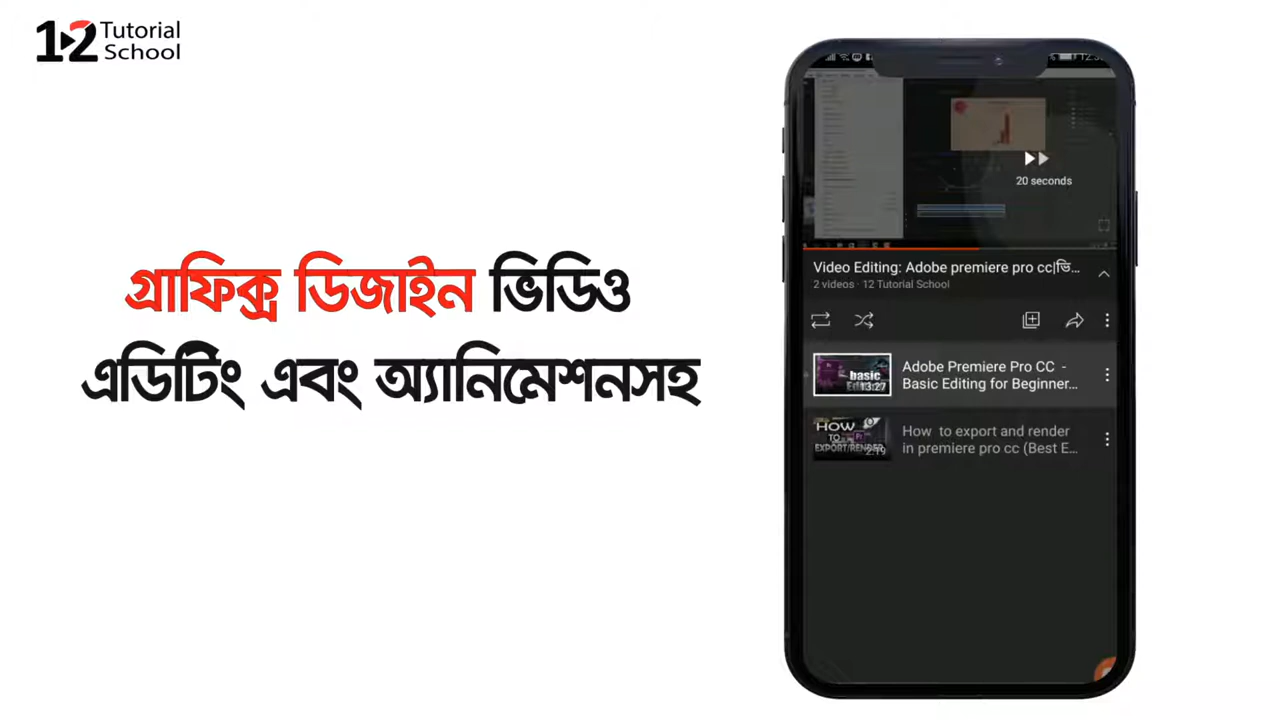 12 Tutorial
School
গ্রাফিক্স ডিজাইন ভিডিও
এডিটিং এবং অ্যানিমেশনসহ
20 seconds
Video Editing: Adobe premiere pro cc|ভি...
2 videos · 12 Tutorial School
basic
13:27
Adobe Premiere Pro CC -
Basic Editing for Beginner...
HOW
TO
EXPORT/RENDER
2:19
How to export and render
in premiere pro cc (Best E...